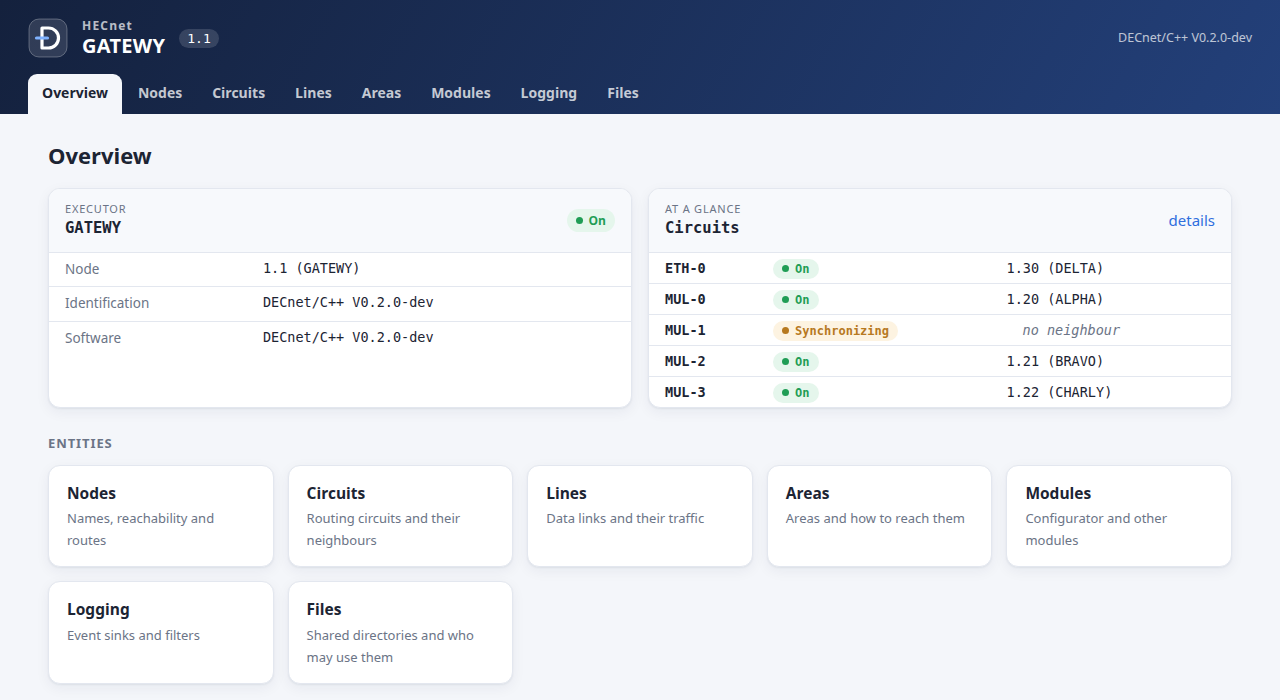 HECnet
GATEWY 1.1
DECnet/C++ V0.2.0-dev
Overview Nodes Circuits Lines Areas Modules Logging Files
Overview
EXECUTOR
GATEWY
On
Node 1.1 (GATEWY)
Identification DECnet/C++ V0.2.0-dev
Software DECnet/C++ V0.2.0-dev
AT A GLANCE
Circuits
details
ETH-0 On 1.30 (DELTA)
MUL-0 On 1.20 (ALPHA)
MUL-1 Synchronizing no neighbour
MUL-2 On 1.21 (BRAVO)
MUL-3 On 1.22 (CHARLY)
ENTITIES
Nodes
Names, reachability and
routes
Circuits
Routing circuits and their
neighbours
Lines
Data links and their traffic
Areas
Areas and how to reach them
Modules
Configurator and other
modules
Logging
Event sinks and filters
Files
Shared directories and who
may use them